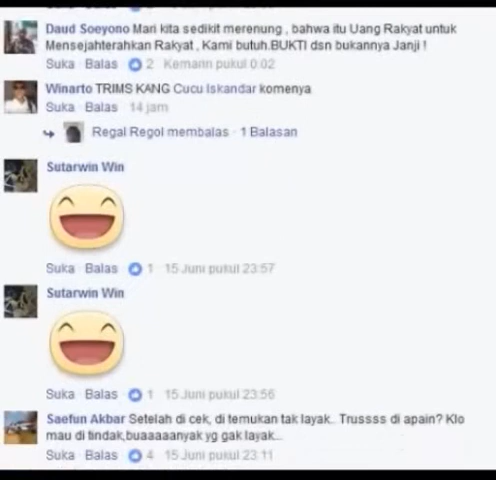 Daud Soeyono Mari kita sedikit merenung , bahwa itu Uang Rakyat untuk
Mensejahterahkan Rakyat , Kami butuh.BUKTI dsn bukannya Janji !
Suka · Balas · 2 · Kemarin pukul 0:02
Winarto TRIMS KANG Cucu Iskandar komenya
Suka · Balas · 14 jam
Regal Regol membalas · 1 Balasan
Sutarwin Win
Suka · Balas · 1 · 15 Juni pukul 23:57
Sutarwin Win
Suka · Balas · 1 · 15 Juni pukul 23:56
Saefun Akbar Setelah di cek, di temukan tak layak.. Trussss di apain? Klo
mau di tindak,buaaaaanyak yg gak layak...
Suka · Balas · 4 · 15 Juni pukul 23:11